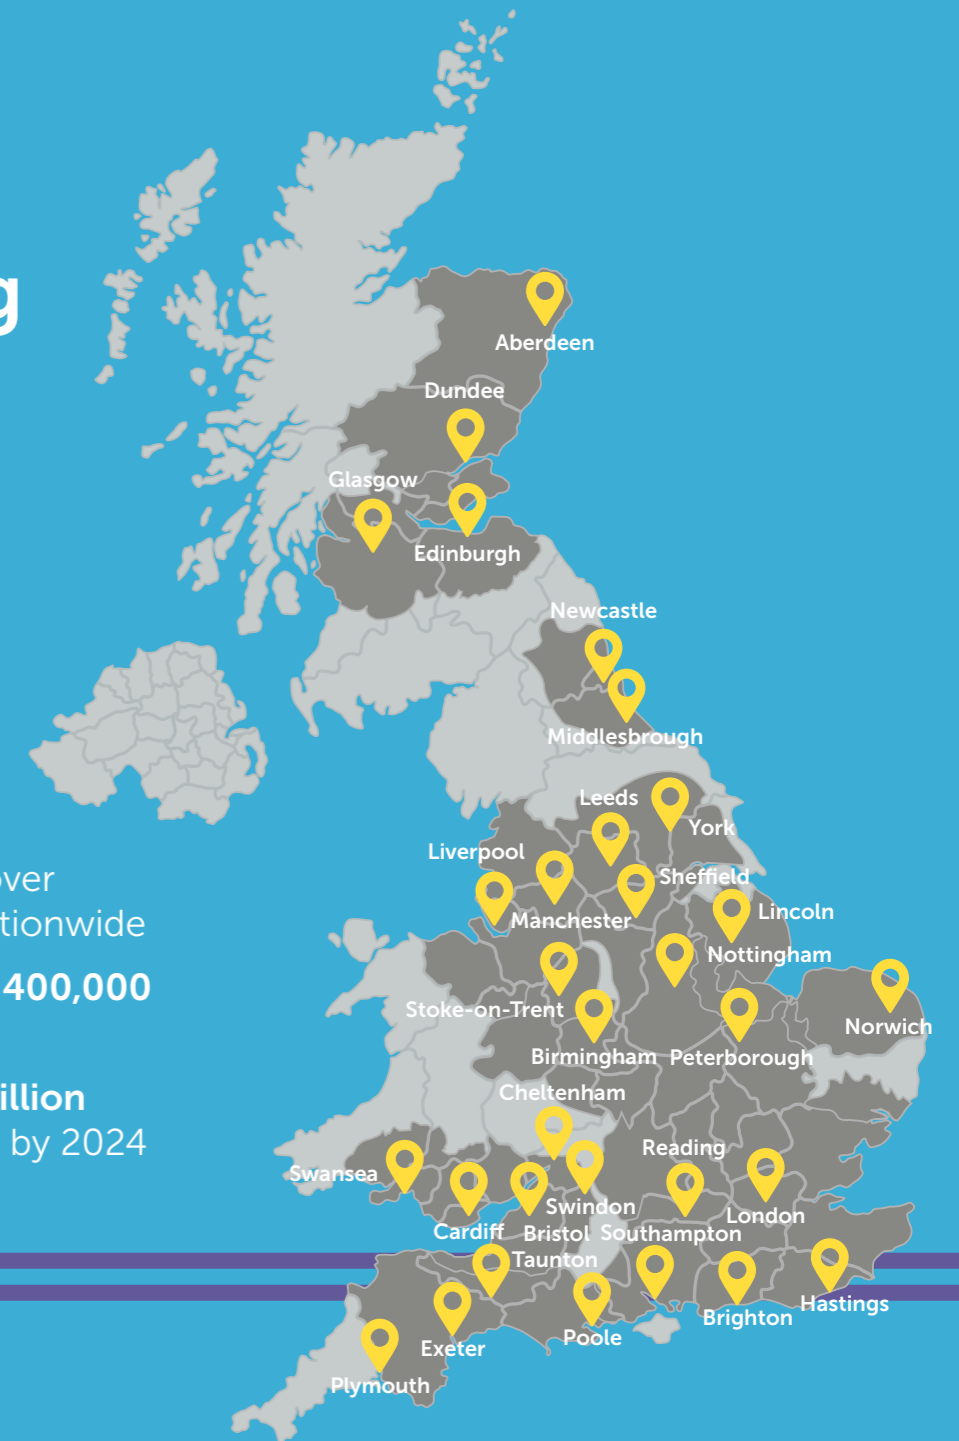 g
Aberdeen
Dundee
Glasgow
Edinburgh
Newcastle
Middlesbrough
Leeds
York
Liverpool
Sheffield
Manchester
Lincoln
Nottingham
Stoke-on-Trent
Norwich
Birmingham
Peterborough
Cheltenham
Reading
Swansea
Swindon
London
Cardiff
Bristol
Southampton
Taunton
Hastings
Brighton
Poole
Exeter
Plymouth
over
tionwide
400,000
illion
by 2024